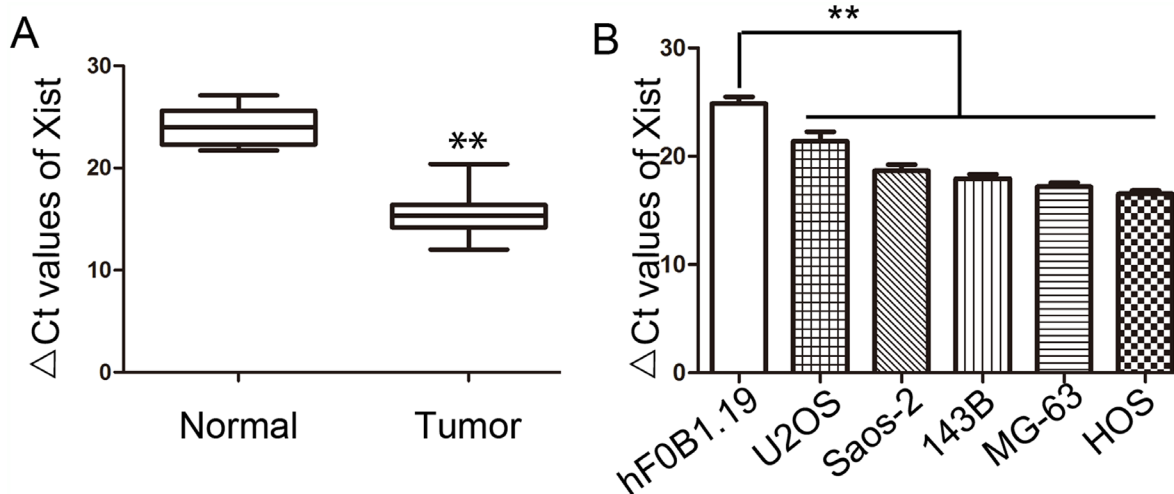 A
△Ct values of Xist
30
20
10
0
**
Normal
Tumor
B
△Ct values of Xist
30
20
10
0
**
hF0B1.19
U2OS
Saos-2
143B
MG-63
HOS